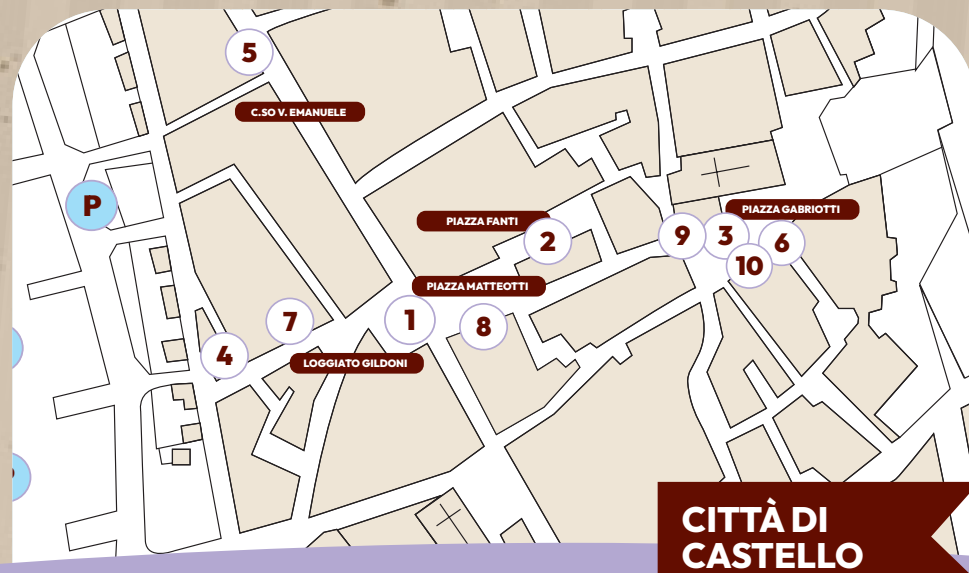 5
C.SO V. EMANUELE
P
PIAZZA FANTI
PIAZZA GABRIOTTI
2
9
3
6
10
PIAZZA MATTEOTTI
7
1
8
4
LOGGIATO GILDONI
CITTÀ DI
CASTELLO